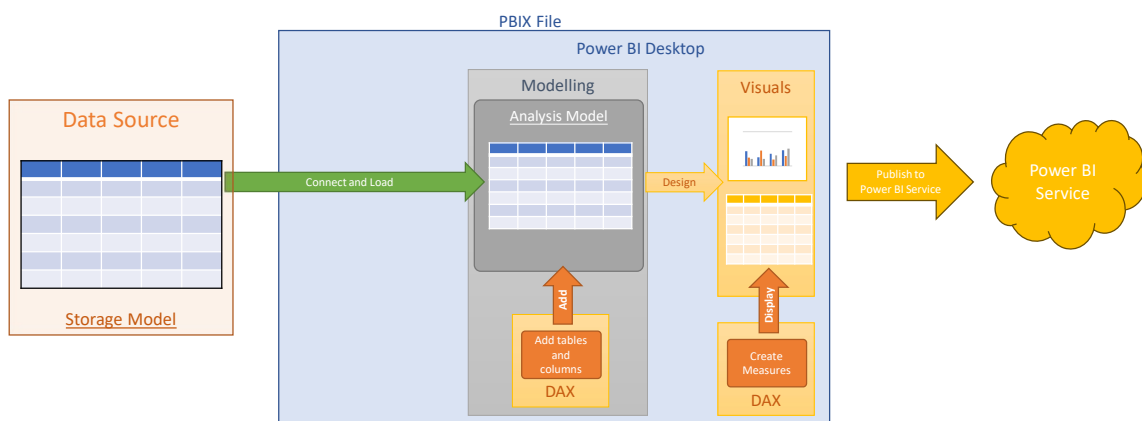 PBIX File
Power BI Desktop
Data Source
Storage Model
Connect and Load
Modelling
Analysis Model
Add
Add tables
and
columns
DAX
Design
Visuals
Display
Create
Measures
DAX
Publish to
Power BI Service
Power BI
Service